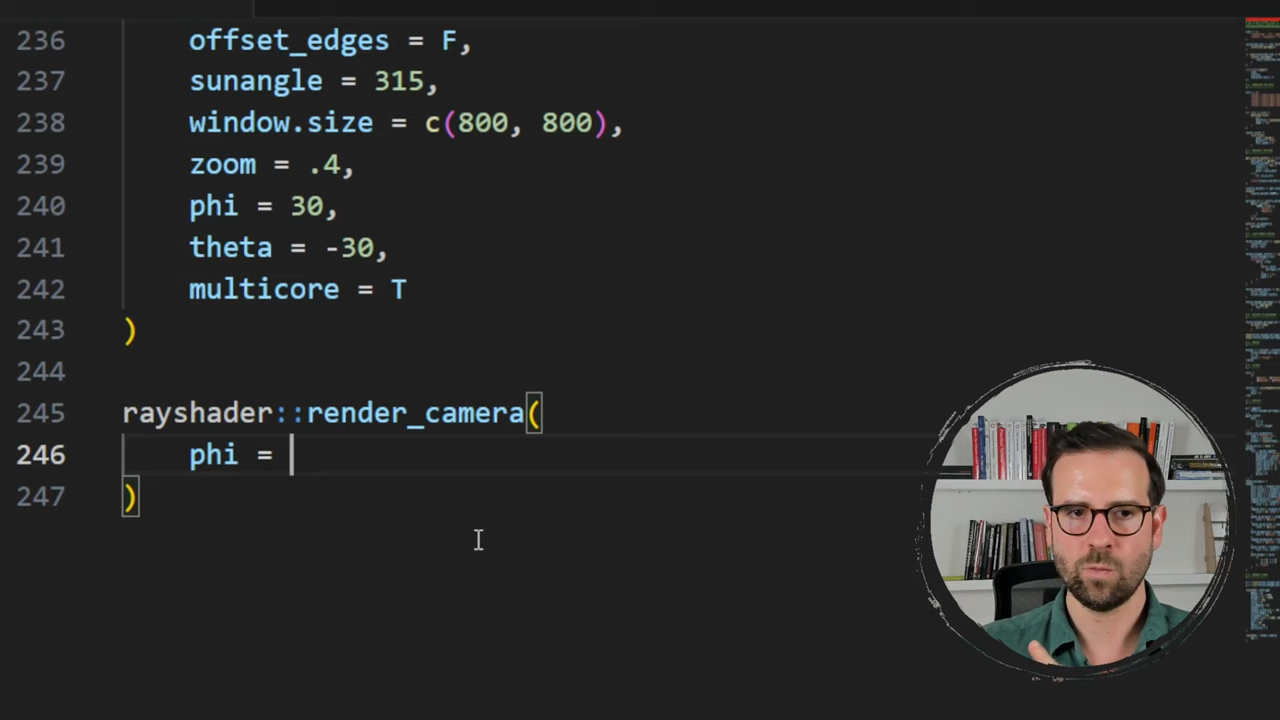 236 offset_edges = F,
237 sunangle = 315,
238 window.size = c(800, 800),
239 zoom = .4,
240 phi = 30,
241 theta = -30,
242 multicore = T
243 )
244
245 rayshader::render_camera(
246 phi =
247 )